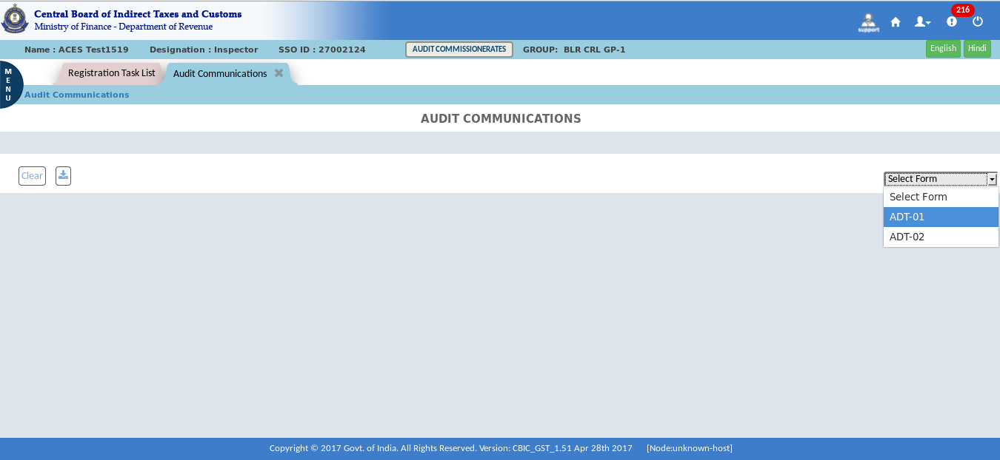 Central Board of Indirect Taxes and Customs
Ministry of Finance - Department of Revenue
support
216
Name : ACES Test1519 Designation : Inspector SSO ID : 27002124 AUDIT COMMISSIONERATES GROUP: BLR CRL GP-1 English Hindi
MENU
Registration Task List Audit Communications
Audit Communications
AUDIT COMMUNICATIONS
Clear
Select Form
Select Form
ADT-01
ADT-02
Copyright © 2017 Govt. of India. All Rights Reserved. Version: CBIC_GST_1.51 Apr 28th 2017 [Node:unknown-host]